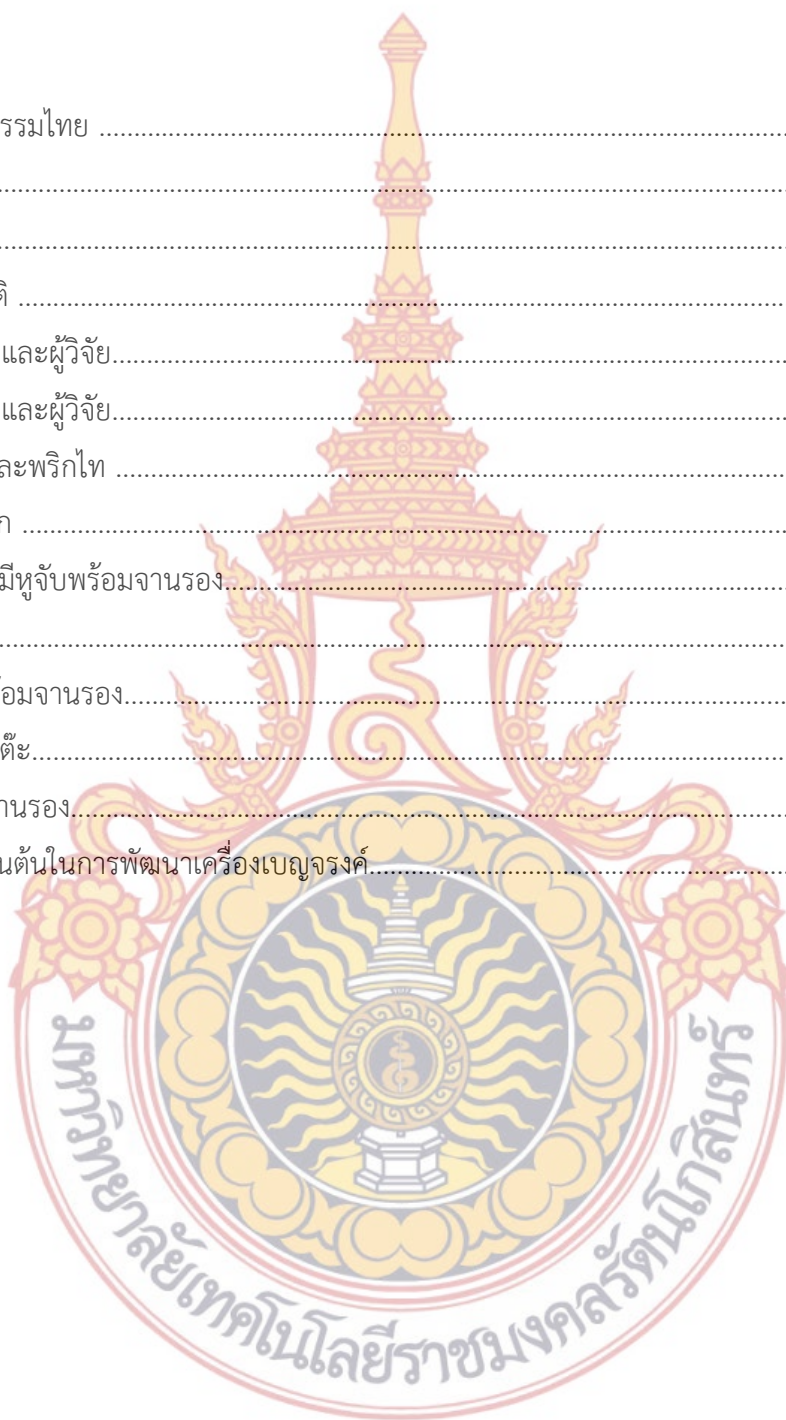 รรมไทย ........................................................................................................
........................................................................................................................
........................................................................................................................
ติ ....................................................................................................................
และผู้วิจัย......................................................................................................
และผู้วิจัย......................................................................................................
ละพริกไท ......................................................................................................
ก ...................................................................................................................
มีหูจับพร้อมจานรอง......................................................................................
........................................................................................................................
้อมจานรอง....................................................................................................
ต๊ะ.................................................................................................................
านรอง............................................................................................................
นต้นในการพัฒนาเครื่องเบญจรงค์..................................................................
มหาวิทยาลัยเทคโนโลยีราชมงคลรัตนโกสินทร์